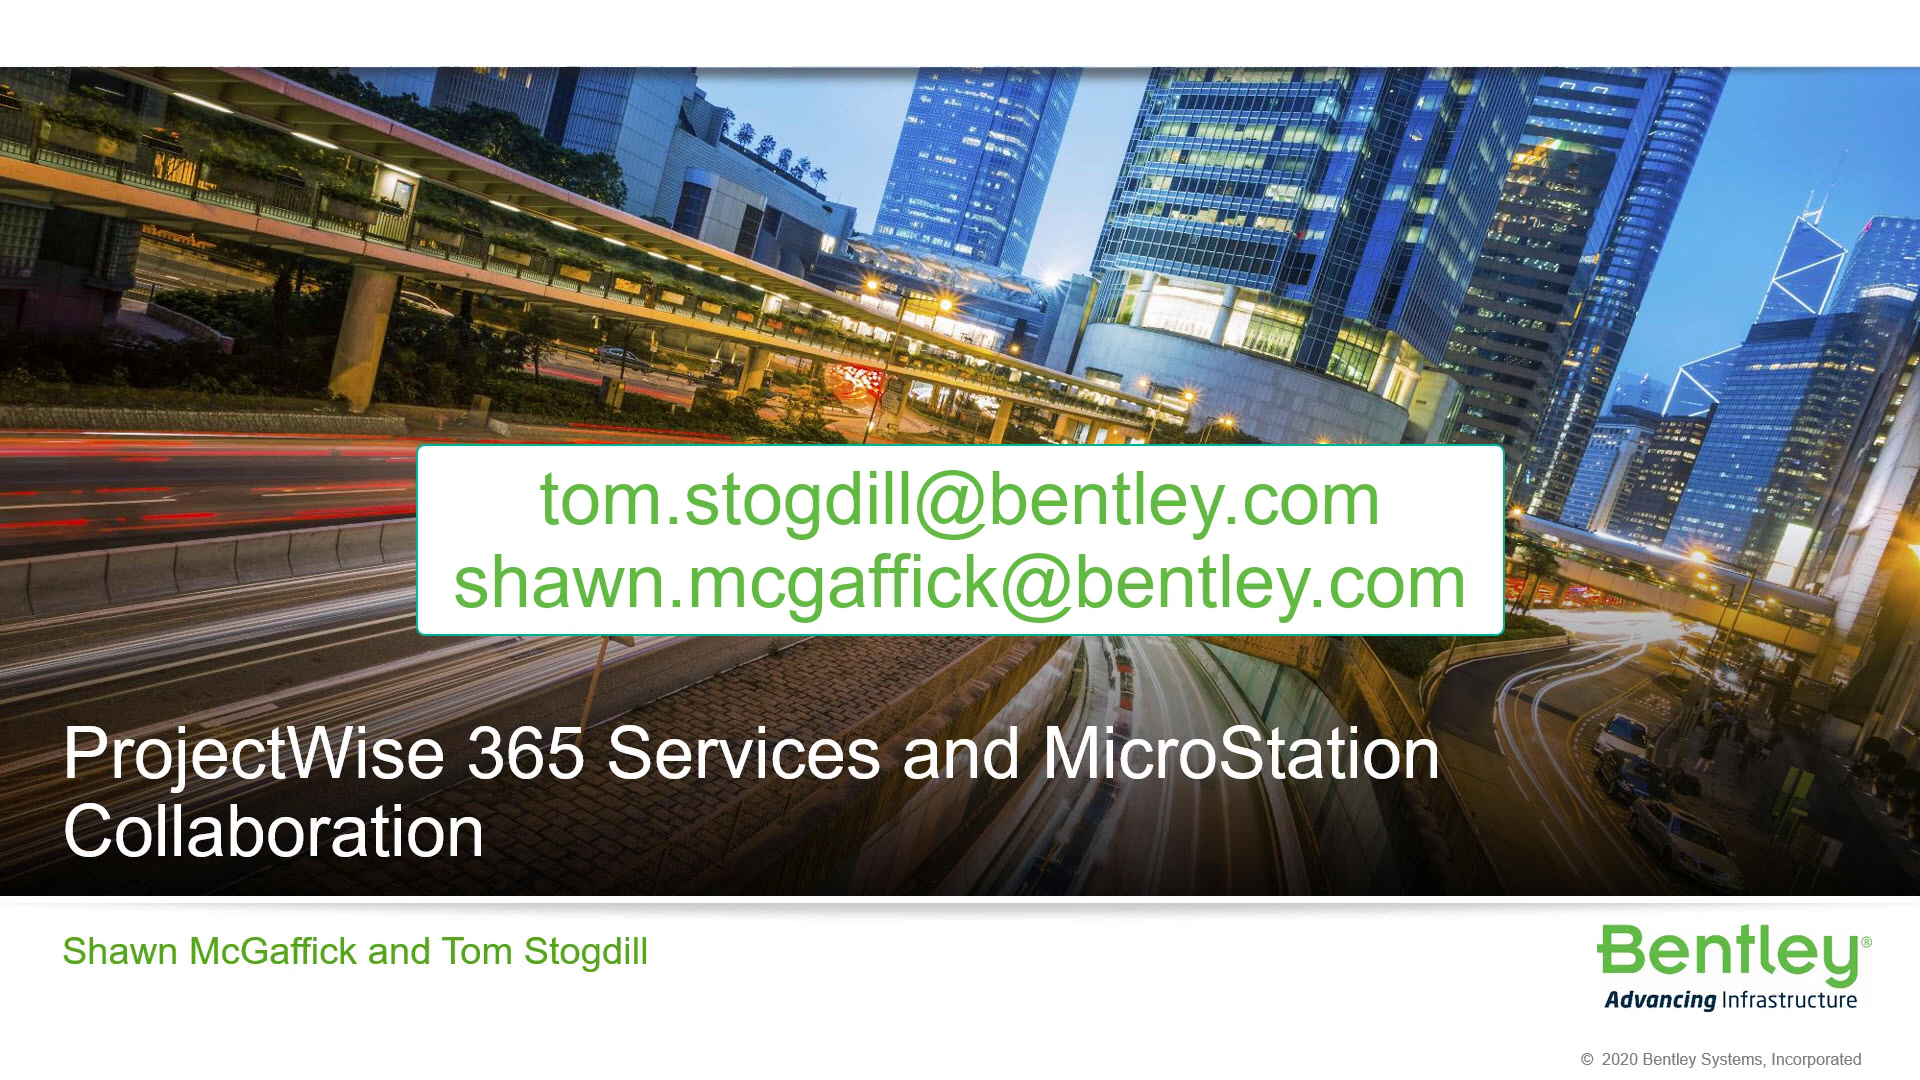 tom.stogdill@bentley.com
shawn.mcgaffick@bentley.com
ProjectWise 365 Services and MicroStation
Collaboration
Shawn McGaffick and Tom Stogdill
Bentley®
Advancing Infrastructure
© 2020 Bentley Systems, Incorporated